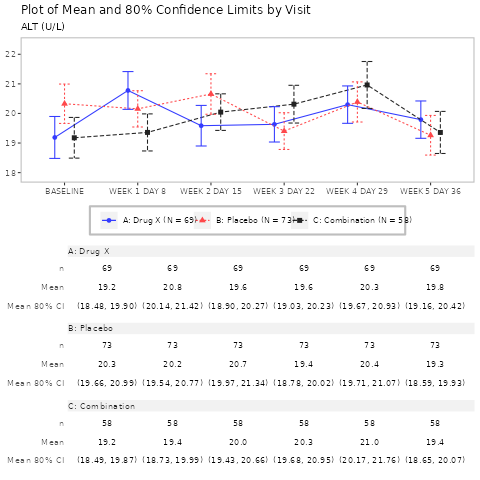 Plot of Mean and 80% Confidence Limits by Visit
ALT (U/L)
22
21
20
19
18
BASELINE WEEK 1 DAY 8 WEEK 2 DAY 15 WEEK 3 DAY 22 WEEK 4 DAY 29 WEEK 5 DAY 36
A: Drug X (N = 69) B: Placebo (N = 73) C: Combination (N = 58)
A: Drug X
n 69 69 69 69 69 69
Mean 19.2 20.8 19.6 19.6 20.3 19.8
Mean 80% CI (18.48, 19.90) (20.14, 21.42) (18.90, 20.27) (19.03, 20.23) (19.67, 20.93) (19.16, 20.42)
B: Placebo
n 73 73 73 73 73 73
Mean 20.3 20.2 20.7 19.4 20.4 19.3
Mean 80% CI (19.66, 20.99) (19.54, 20.77) (19.97, 21.34) (18.78, 20.02) (19.71, 21.07) (18.59, 19.93)
C: Combination
n 58 58 58 58 58 58
Mean 19.2 19.4 20.0 20.3 21.0 19.4
Mean 80% CI (18.49, 19.87) (18.73, 19.99) (19.43, 20.66) (19.68, 20.95) (20.17, 21.76) (18.65, 20.07)